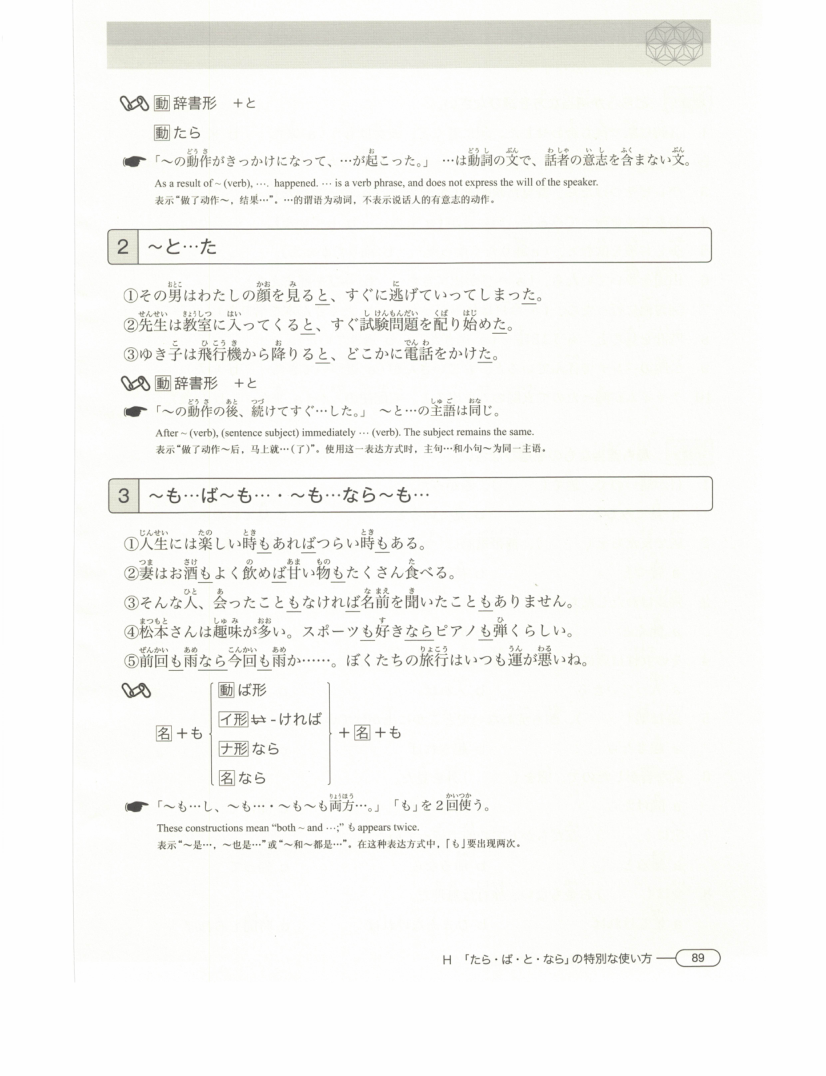 動辞書形　＋と
動たら
「～の動作がきっかけになって、…が起こった。」　…は動詞の文で、話者の意志を含まない文。
As a result of ~ (verb), …. happened. … is a verb phrase, and does not express the will of the speaker.
表示“做了动作～，结果…”。…的谓语为动词，不表示说话人的有意志的动作。
2　～と…た
①その男はわたしの顔を見ると、すぐに逃げていってしまった。
②先生は教室に入ってくると、すぐ試験問題を配り始めた。
③ゆき子は飛行機から降りると、どこかに電話をかけた。
動辞書形　＋と
「～の動作の後、続けてすぐ…した。」　～と…の主語は同じ。
After ~ (verb), (sentence subject) immediately … (verb). The subject remains the same.
表示“做了动作～后，马上就…(了)”。使用这一表达方式时，主句…和小句～为同一主语。
3　～も…ば～も…・～も…なら～も…
①人生には楽しい時もあればつらい時もある。
②妻はお酒もよく飲めば甘い物もたくさん食べる。
③そんな人、会ったこともなければ名前を聞いたこともありません。
④松本さんは趣味が多い。スポーツも好きならピアノも弾くらしい。
⑤前回も雨なら今回も雨か……。ぼくたちの旅行はいつも運が悪いね。
動ば形
イ形い -ければ
名＋も　＋名＋も
ナ形なら
名なら
「～も…し、～も…・～も～も両方…。」「も」を２回使う。
These constructions mean “both ~ and …;” も appears twice.
表示“～是…，～也是…”或“～和～都是…”。在这种表达方式中，「も」要出现两次。
H　「たら・ば・と・なら」の特別な使い方　89